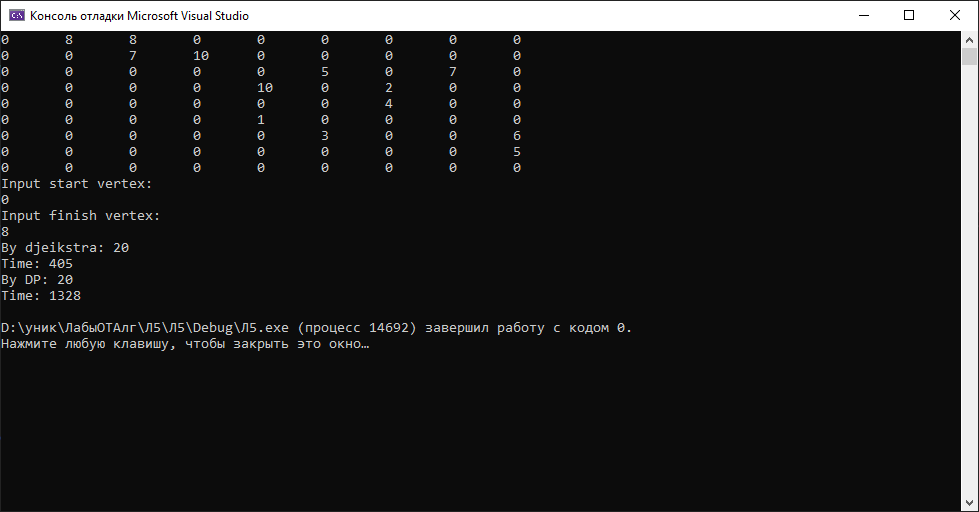 Консоль отладки Microsoft Visual Studio
0 8 8 0 0 0 0 0 0
0 0 7 10 0 0 0 0 0
0 0 0 0 0 5 0 7 0
0 0 0 0 10 0 2 0 0
0 0 0 0 0 0 4 0 0
0 0 0 0 1 0 0 0 0
0 0 0 0 0 3 0 0 6
0 0 0 0 0 0 0 0 5
0 0 0 0 0 0 0 0 0
Input start vertex:
0
Input finish vertex:
8
By djeikstra: 20
Time: 405
By DP: 20
Time: 1328
D:\уник\ЛабыОТАлг\Л5\Л5\Debug\Л5.exe (процесс 14692) завершил работу с кодом 0.
Нажмите любую клавишу, чтобы закрыть это окно…